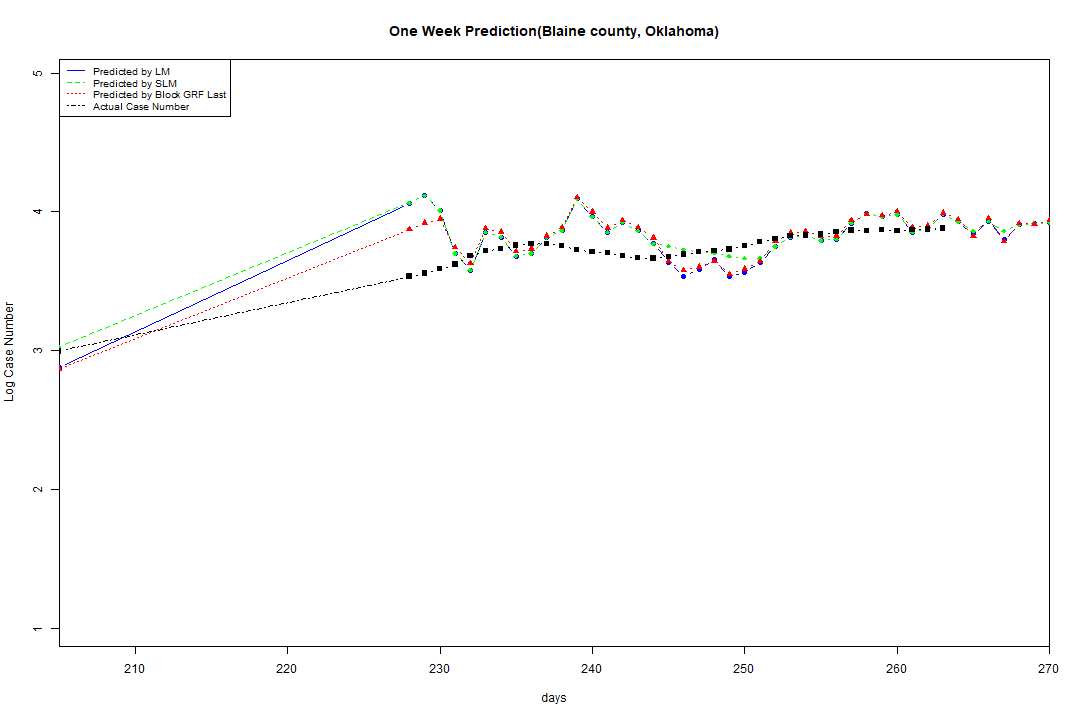 One Week Prediction(Blaine county, Oklahoma)
Predicted by LM
Predicted by SLM
Predicted by Block GRF Last
Actual Case Number
5
4
3
2
1
Log Case Number
210 220 230 240 250 260 270
days